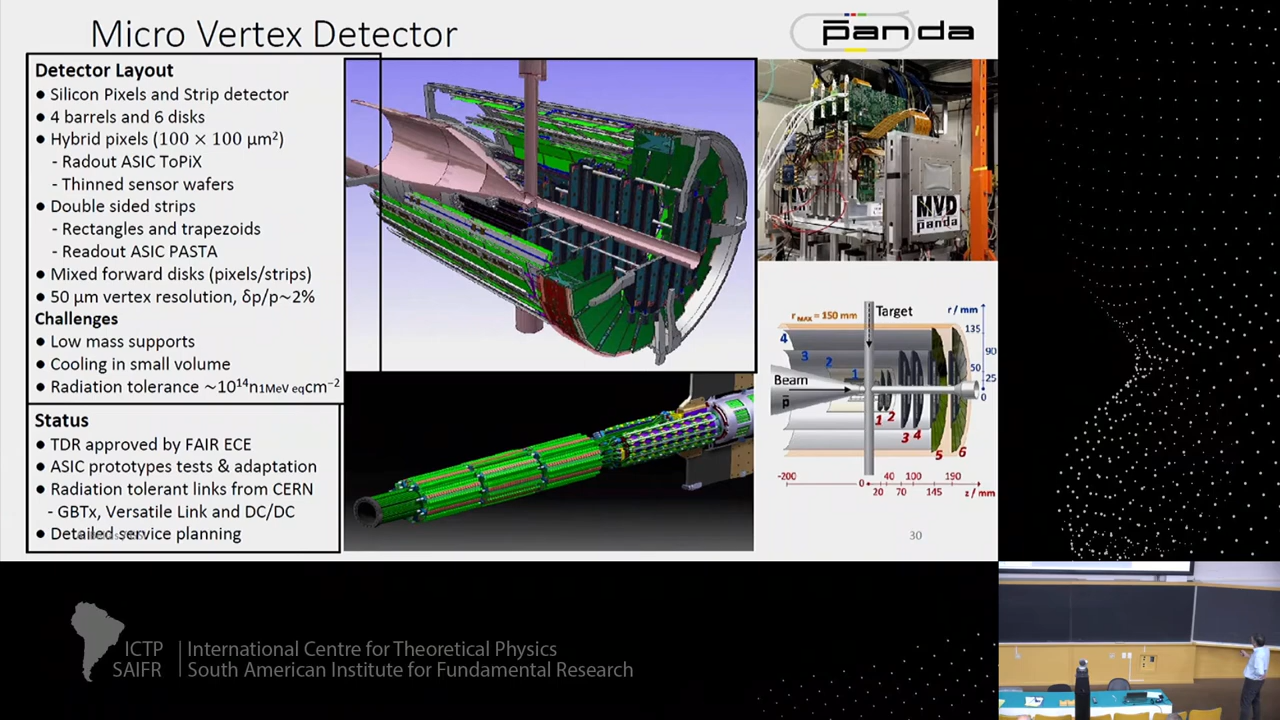 Micro Vertex Detector
panda
Detector Layout
● Silicon Pixels and Strip detector
● 4 barrels and 6 disks
● Hybrid pixels (100 × 100 μm²)
- Radout ASIC ToPiX
- Thinned sensor wafers
● Double sided strips
- Rectangles and trapezoids
- Readout ASIC PASTA
● Mixed forward disks (pixels/strips)
● 50 μm vertex resolution, δp/p~2%
Challenges
● Low mass supports
● Cooling in small volume
● Radiation tolerance ~10¹⁴n₁MeV eqcm⁻²
Status
● TDR approved by FAIR ECE
● ASIC prototypes tests & adaptation
● Radiation tolerant links from CERN
- GBTx, Versatile Link and DC/DC
● Detailed service planning
MVD
panda
rMAX = 150 mm
Target
r/mm
135
90
50
25
0
4
3
2
1
Beam
p̄
1 2
3 4
5 6
-200 0 40 100 190
20 70 145 z/mm
30
ICTP
SAIFR
International Centre for Theoretical Physics
South American Institute for Fundamental Research